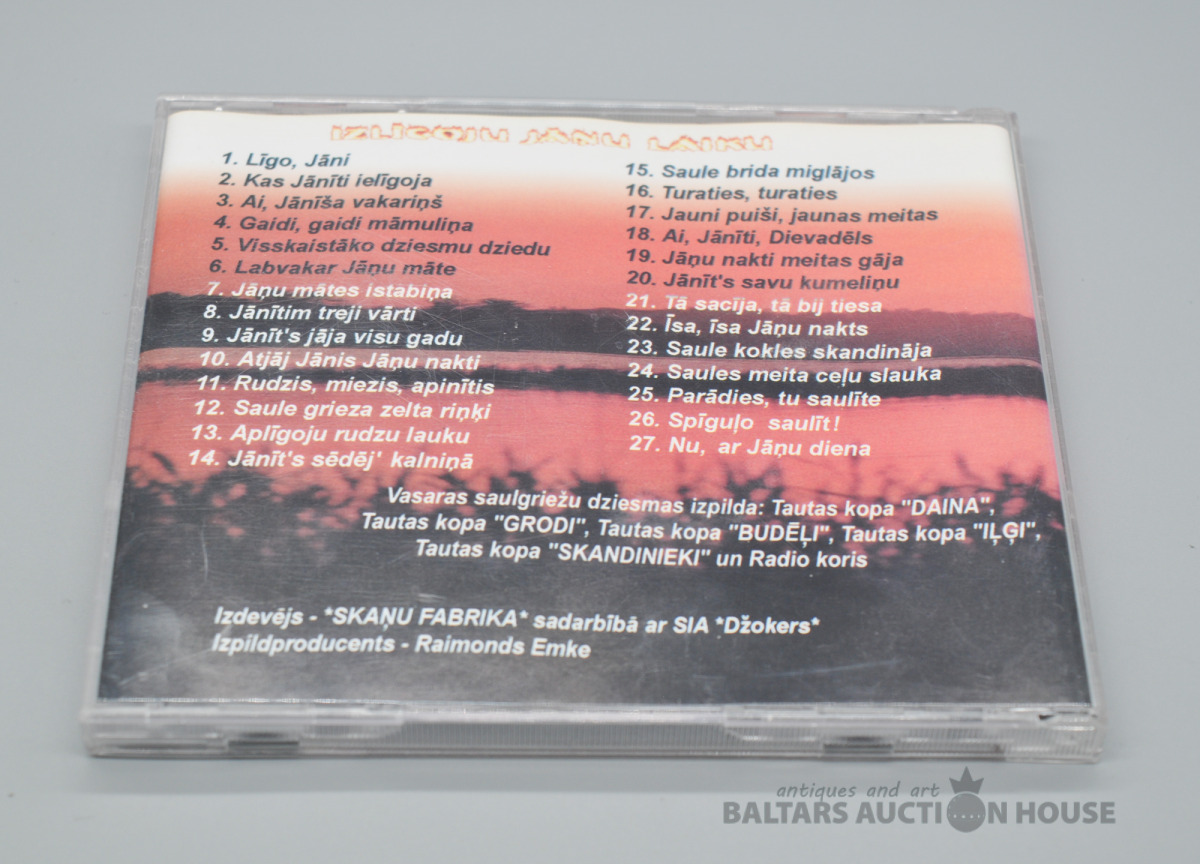 IZLĪGOJU JĀŅU LAIKU
1. Līgo, Jāni
2. Kas Jānīti ielīgoja
3. Ai, Jānīša vakariņš
4. Gaidi, gaidi māmuliņa
5. Visskaistāko dziesmu dziedu
6. Labvakar Jāņu māte
7. Jāņu mātes istabiņa
8. Jānītim treji vārti
9. Jānīt's jāja visu gadu
10. Atjāj Jānis Jāņu nakti
11. Rudzis, miezis, apinītis
12. Saule grieza zelta riņķi
13. Aplīgoju rudzu lauku
14. Jānīt's sēdēj' kalniņā
15. Saule brida miglājos
16. Turaties, turaties
17. Jauni puiši, jaunas meitas
18. Ai, Jānīti, Dievadēls
19. Jāņu nakti meitas gāja
20. Jānīt's savu kumeliņu
21. Tā sacīja, tā bij tiesa
22. Īsa, īsa Jāņu nakts
23. Saule kokles skandināja
24. Saules meita ceļu slauka
25. Parādies, tu saulīte
26. Spīguļo saulīt!
27. Nu, ar Jāņu diena
Vasaras saulgriežu dziesmas izpilda: Tautas kopa "DAINA",
Tautas kopa "GRODI", Tautas kopa "BUDĒĻI", Tautas kopa "IĻĢI",
Tautas kopa "SKANDINIEKI" un Radio koris
Izdevējs - *SKAŅU FABRIKA* sadarbībā ar SIA *Džokers*
Izpildproducents - Raimonds Emke
antiques and art
BALTARS AUCTION HOUSE